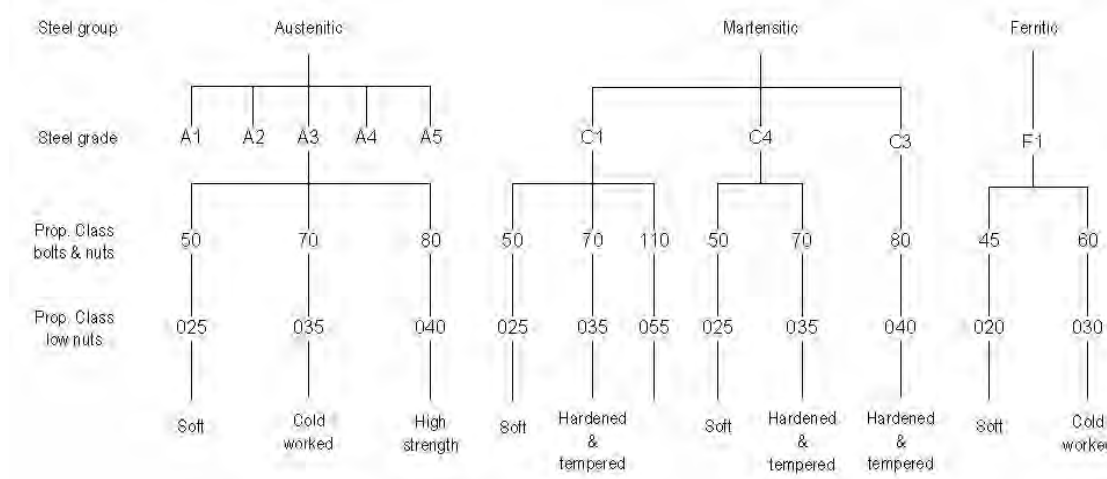 Steel group Austenitic Martensitic Ferritic
Steel grade A1 A2 A3 A4 A5 C1 C4 C3 F1
Prop. Class
bolts & nuts
50 70 80 50 70 110 50 70 80 45 60
Prop. Class
low nuts
025 035 040 025 035 055 025 035 040 020 030
Soft
Cold
worked
High
strength
Soft
Hardened
&
tempered
Soft
Hardened
&
tempered
Hardened
&
tempered
Soft
Cold
worked